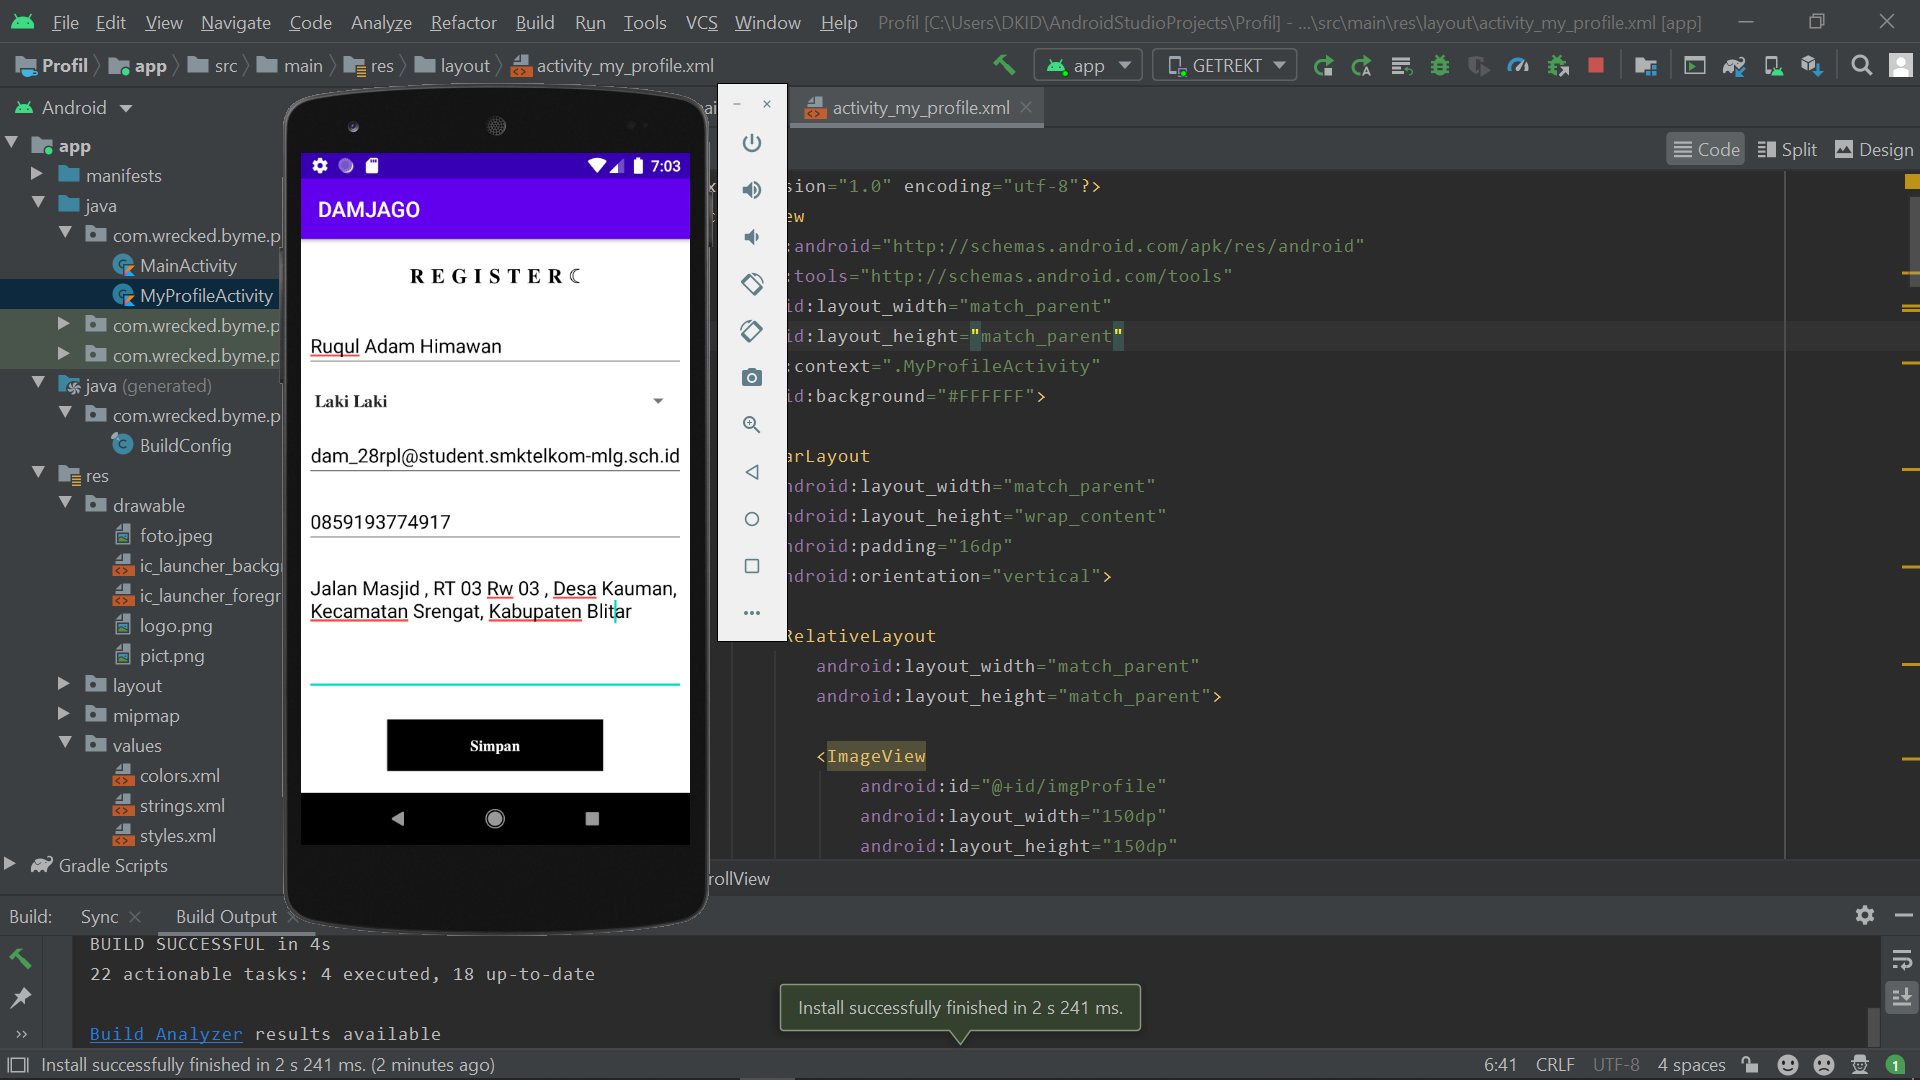 File Edit View Navigate Code Analyze Refactor Build Run Tools VCS Window Help Profil [C:\Users\DKID\AndroidStudioProjects\Profil] - ...\src\main\res\layout\activity_my_profile.xml [app]
Profil app src main res layout activity_my_profile.xml app GETREKT
Android
activity_my_profile.xml
Code Split Design
app
manifests
java
com.wrecked.byme.p
MainActivity
MyProfileActivity
com.wrecked.byme.p
com.wrecked.byme.p
java (generated)
com.wrecked.byme.p
BuildConfig
res
drawable
foto.jpeg
ic_launcher_backgr
ic_launcher_foregr
logo.png
pict.png
layout
mipmap
values
colors.xml
strings.xml
styles.xml
Gradle Scripts
7:03
DAMJAGO
R E G I S T E R ☾
Ruqul Adam Himawan
Laki Laki
dam_28rpl@student.smktelkom-mlg.sch.id
0859193774917
Jalan Masjid , RT 03 Rw 03 , Desa Kauman,
Kecamatan Srengat, Kabupaten Blitar
Simpan
sion="1.0" encoding="utf-8"?>
ew
:android="http://schemas.android.com/apk/res/android"
:tools="http://schemas.android.com/tools"
id:layout_width="match_parent"
id:layout_height="match_parent"
:context=".MyProfileActivity"
id:background="#FFFFFF">
arLayout
ndroid:layout_width="match_parent"
ndroid:layout_height="wrap_content"
ndroid:padding="16dp"
ndroid:orientation="vertical">
RelativeLayout
android:layout_width="match_parent"
android:layout_height="match_parent">
<ImageView
android:id="@+id/imgProfile"
android:layout_width="150dp"
android:layout_height="150dp"
rollView
Build: Sync Build Output
BUILD SUCCESSFUL in 4s
22 actionable tasks: 4 executed, 18 up-to-date
Build Analyzer results available
Install successfully finished in 2 s 241 ms.
Install successfully finished in 2 s 241 ms. (2 minutes ago) 6:41 CRLF UTF-8 4 spaces 1